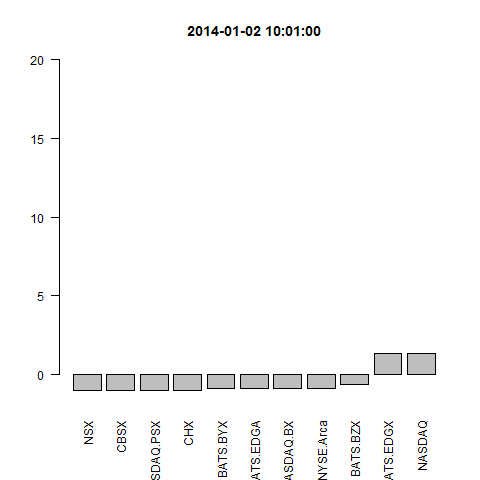 2014-01-02 10:01:00
20
15
10
5
0
NSX
CBSX
SDAQ.PSX
CHX
BATS.BYX
ATS.EDGA
ASDAQ.BX
NYSE.Arca
BATS.BZX
ATS.EDGX
NASDAQ